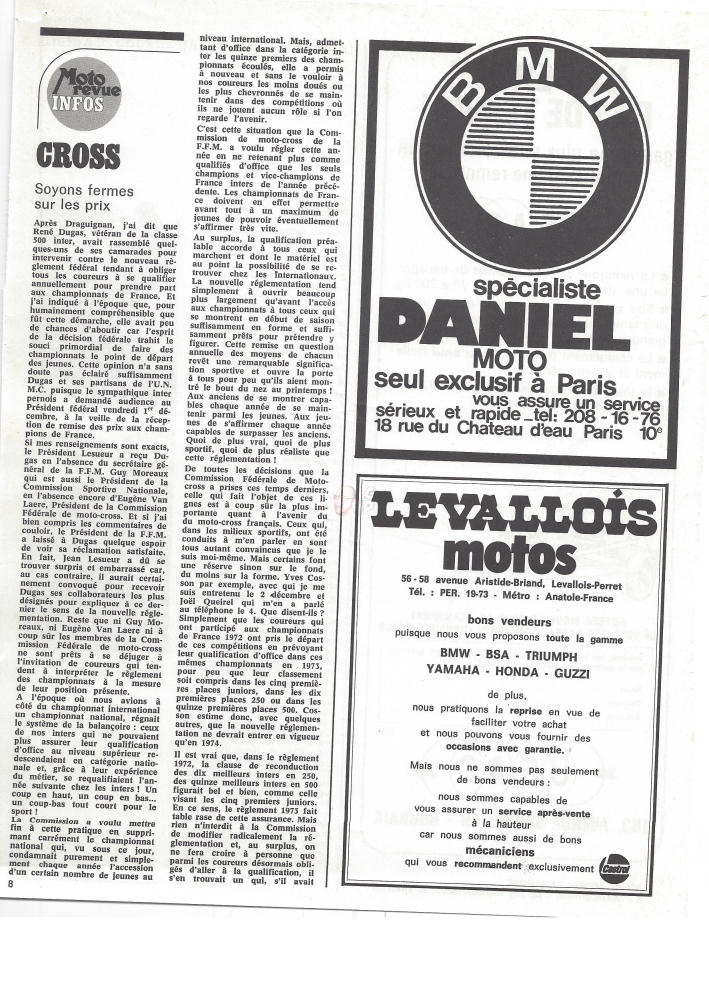 Moto
revue
INFOS
CROSS
Soyons fermes
sur les prix
Après Draguignan, j'ai dit que
René Dugas, vétéran de la classe
500 inter, avait rassemblé quel-
ques-uns de ses camarades pour
intervenir contre le nouveau rè-
glement fédéral tendant à obliger
tous les coureurs à se qualifier
annuellement pour prendre part
aux championnats de France. Et
j'ai indiqué à l'époque que, pour
humainement compréhensible que
fût cette démarche, elle avait peu
de chances d'aboutir car l'esprit
de la décision fédérale trahit le
souci primordial de faire des
championnats le point de départ
des jeunes. Cette opinion n'a sans
doute pas éclairé suffisamment
Dugas et ses partisans de l'U.N.
M.C. puisque le sympathique inter
pernois a demandé audience au
Président fédéral vendredi 1er dé-
cembre, à la veille de la récep-
tion de remise des prix aux cham-
pions de France.
Si mes renseignements sont exacts,
le Président Lesueur a reçu Du-
gas en l'absence du secrétaire gé-
néral de la F.F.M. Guy Moreaux
qui est aussi le Président de la
Commission Sportive Nationale,
en l'absence encore d'Eugène Van
Laere, Président de la Commission
Fédérale de moto-cross. Et si j'ai
bien compris les commentaires de
couloir, le Président de la F.F.M.
a laissé à Dugas quelque espoir
de voir sa réclamation satisfaite.
En fait, Jean Lesueur a dû se
trouver surpris et embarrassé car,
au cas contraire, il aurait certai-
nement convoqué pour recevoir
Dugas ses collaborateurs les plus
désignés pour expliquer à ce der-
nier le sens de la nouvelle régle-
mentation. Reste que ni Guy Mo-
reaux, ni Eugène Van Laere ni à
coup sûr les membres de la Com-
mission Fédérale de moto-cross
ne sont prêts à se déjuger à
l'invitation de coureurs qui ten-
dent à interpréter le règlement
des championnats à la mesure
de leur position présente.
A l'époque où nous avions à
côté du championnat international
un championnat national, régnait
le système de la balançoire : ceux
de nos inters qui ne pouvaient
plus assurer leur qualification
d'office au niveau supérieur re-
descendaient en catégorie natio-
nale et, grâce à leur expérience
du métier, se requalifiaient l'an-
née suivante chez les inters ! Un
coup en haut, un coup en bas...
un coup-bas tout court pour le
sport !
La Commission a voulu mettre
fin à cette pratique en suppri-
mant carrément le championnat
national qui, vu sous ce jour,
condamnait purement et simple-
ment chaque année l'accession
d'un certain nombre de jeunes au
8
niveau international. Mais, admet-
tant d'office dans la catégorie in-
ter les quinze premiers des cham-
pionnats écoulés, elle a permis
à nouveau et sans le vouloir à
nos coureurs les moins doués ou
les plus chevronnés de se main-
tenir dans des compétitions où
ils ne jouent aucun rôle si l'on
regarde l'avenir.
C'est cette situation que la Com-
mission de moto-cross de la
F.F.M. a voulu régler cette an-
née en ne retenant plus comme
qualifiés d'office que les seuls
champions et vice-champions de
France inters de l'année précé-
dente. Les championnats de Fran-
ce doivent en effet permettre
avant tout à un maximum de
jeunes de pouvoir éventuellement
s'affirmer très vite.
Au surplus, la qualification préa-
lable accorde à tous ceux qui
marchent et dont le matériel est
au point la possibilité de se re-
trouver chez les Internationaux.
La nouvelle réglementation tend
simplement à ouvrir beaucoup
plus largement qu'avant l'accès
aux championnats à tous ceux qui
se montrent en début de saison
suffisamment en forme et suffi-
samment prêts pour prétendre y
figurer. Cette remise en question
annuelle des moyens de chacun
revêt une remarquable significa-
tion sportive et ouvre la porte
à tous pour peu qu'ils aient mon-
tré le bout du nez au printemps !
Aux anciens de se montrer capa-
bles chaque année de se main-
tenir parmi les jeunes. Aux jeu-
nes de s'affirmer chaque année
capables de surpasser les anciens.
Quoi de plus vrai, quoi de plus
sportif, quoi de plus réaliste que
cette réglementation !
De toutes les décisions que la
Commission Fédérale de Moto-
cross a prises ces temps derniers,
celle qui fait l'objet de ces li-
gnes est à coup sûr la plus im-
portante quant à l'avenir du
du moto-cross français. Ceux qui,
dans les milieux sportifs, ont été
conduits à m'en parler en sont
tous autant convaincus que je le
suis moi-même. Mais certains font
une réserve sinon sur le fond,
du moins sur la forme. Yves Cos-
son par exemple, avec qui je me
suis entretenu le 2 décembre et
Joël Queirel qui m'en a parlé
au téléphone le 4. Que disent-ils ?
Simplement que les coureurs qui
ont participé aux championnats
de France 1972 ont pris le départ
de ces compétitions en prévoyant
leur qualification d'office dans ces
mêmes championnats en 1973,
pour peu que leur classement
soit compris dans les cinq premiè-
res places juniors, dans les dix
premières places 250 ou dans les
quinze premières places 500. Cos-
son estime donc, avec quelques
autres, que la nouvelle réglemen-
tation ne devrait entrer en vigueur
qu'en 1974.
Il est vrai que, dans le règlement
1972, la clause de reconduction
des dix meilleurs inters en 250,
des quinze meilleurs inters en 500
figurait bel et bien, comme celle
visant les cinq premiers juniors.
En ce sens, le règlement 1973 fait
table rase de cette assurance. Mais
rien n'interdit à la Commission
de modifier radicalement la ré-
glementation et, au surplus, on
ne fera croire à personne que
parmi les coureurs désormais obli-
gés d'aller à la qualification, il
s'en trouvait un qui, s'il avait
BMW
spécialiste
DANIEL
MOTO
seul exclusif à Paris
vous assure un service
sérieux et rapide _ tel: 208-16-76
18 rue du Chateau d'eau Paris 10e
LEVALLOIS
motos
56-58 avenue Aristide-Briand, Levallois-Perret
Tél. : PER. 19-73 - Métro : Anatole-France
bons vendeurs
puisque nous vous proposons toute la gamme
BMW - BSA - TRIUMPH
YAMAHA - HONDA - GUZZI
de plus,
nous pratiquons la reprise en vue de
faciliter votre achat
et nous pouvons vous fournir des
occasions avec garantie.
Mais nous ne sommes pas seulement
de bons vendeurs :
nous sommes capables de
vous assurer un service après-vente
à la hauteur
car nous sommes aussi de bons
mécaniciens
qui vous recommandent exclusivement
Castrol